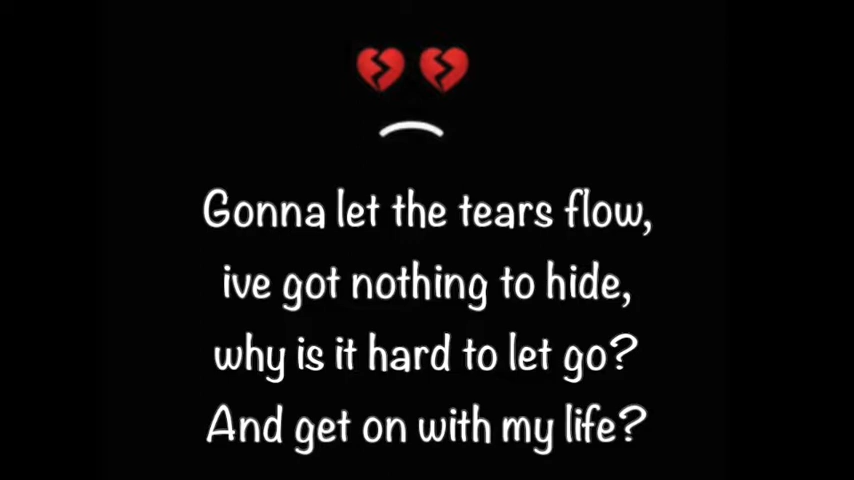 Gonna let the tears flow,
ive got nothing to hide,
why is it hard to let go?
And get on with my life?